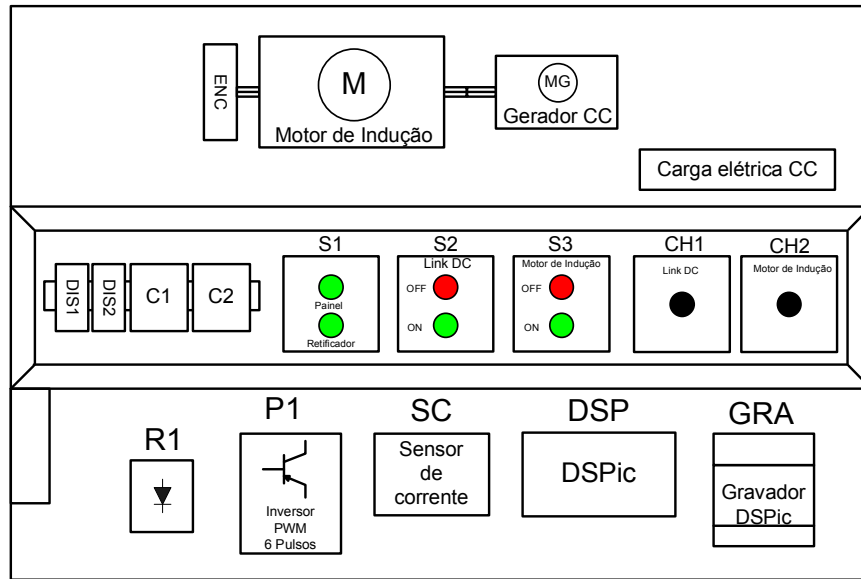 ENC
M
Motor de Indução
MG
Gerador CC
Carga elétrica CC
DIS1
DIS2
C1
C2
S1
Painel
Retificador
S2
Link DC
OFF
ON
S3
Motor de Indução
OFF
ON
CH1
Link DC
CH2
Motor de Indução
R1
P1
Inversor
PWM
6 Pulsos
SC
Sensor
de
corrente
DSP
DSPic
GRA
Gravador
DSPic